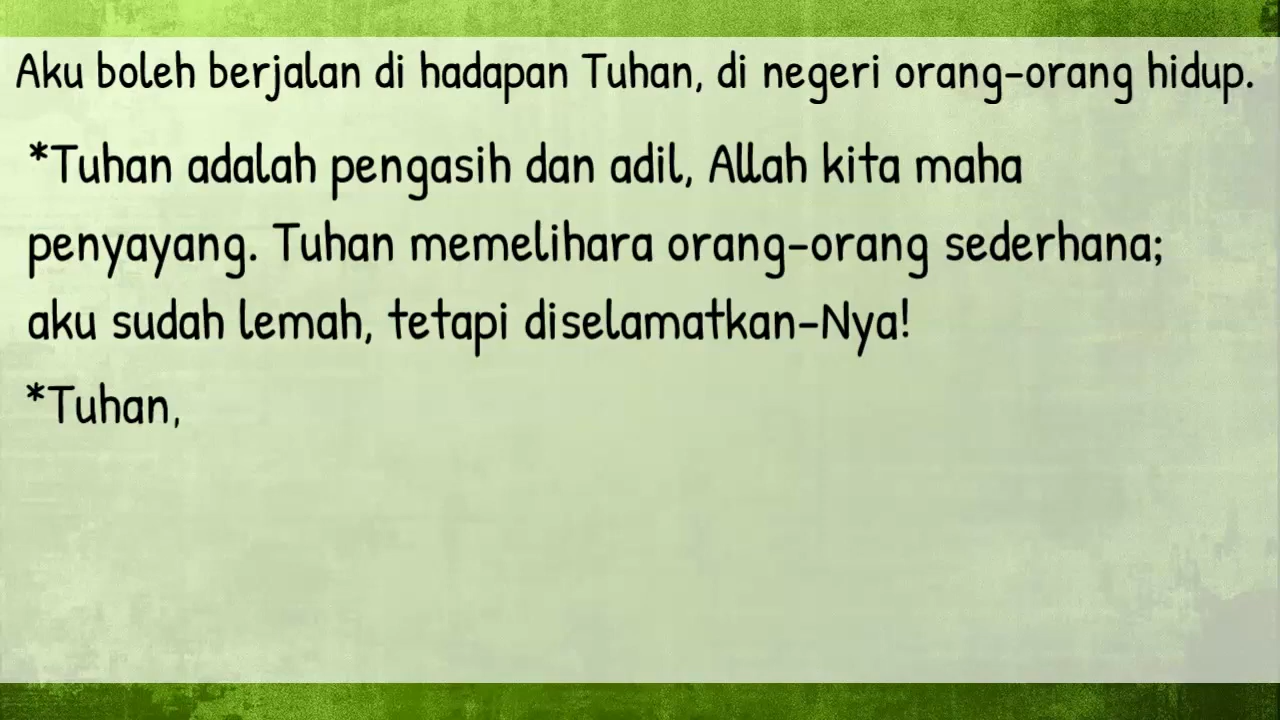 Aku boleh berjalan di hadapan Tuhan, di negeri orang-orang hidup.
*Tuhan adalah pengasih dan adil, Allah kita maha
penyayang. Tuhan memelihara orang-orang sederhana;
aku sudah lemah, tetapi diselamatkan-Nya!
*Tuhan,